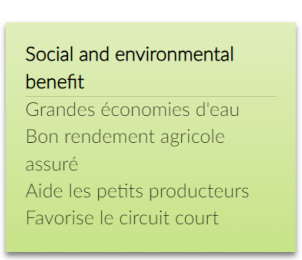 Social and environmental
benefit
Grandes économies d'eau
Bon rendement agricole
assuré
Aide les petits producteurs
Favorise le circuit court